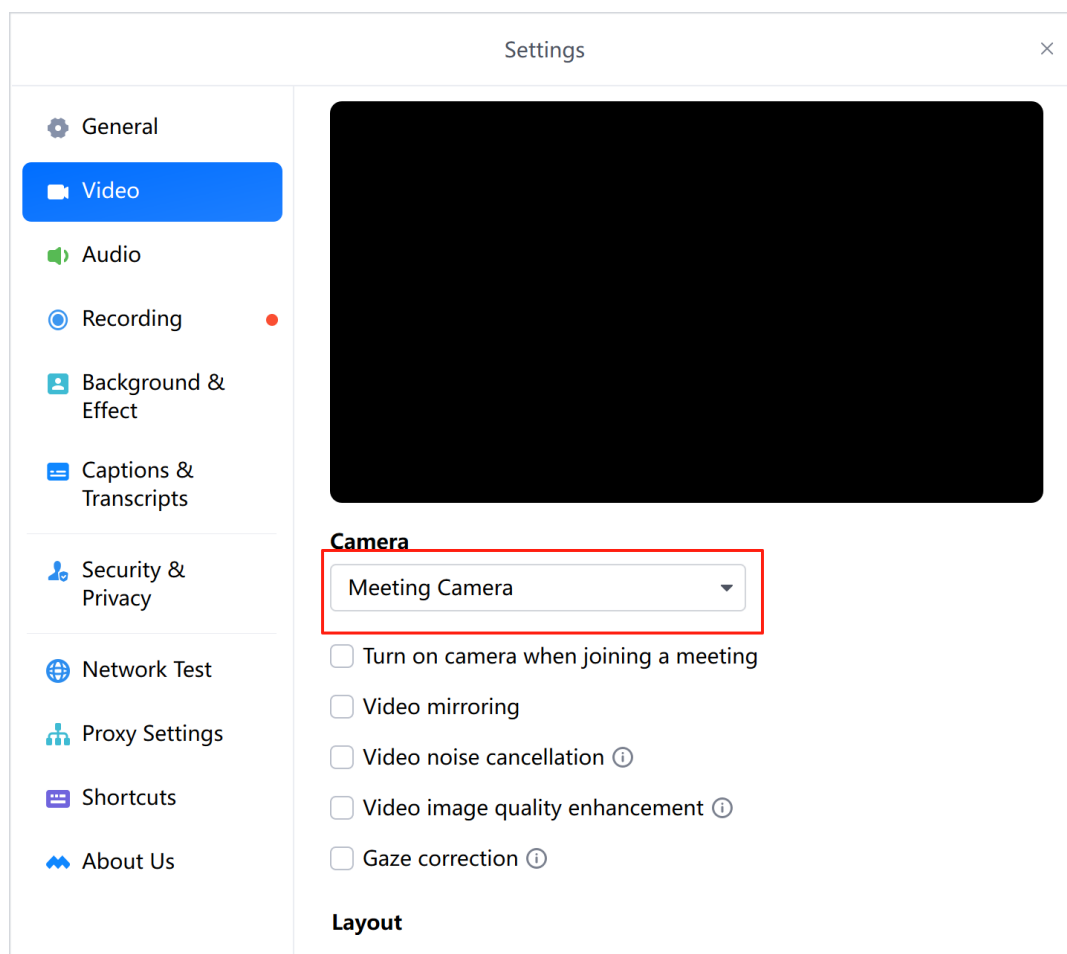 Settings
General
Video
Audio
Recording
Background &
Effect
Captions &
Transcripts
Security &
Privacy
Network Test
Proxy Settings
Shortcuts
About Us
Camera
Meeting Camera
Turn on camera when joining a meeting
Video mirroring
Video noise cancellation
Video image quality enhancement
Gaze correction
Layout